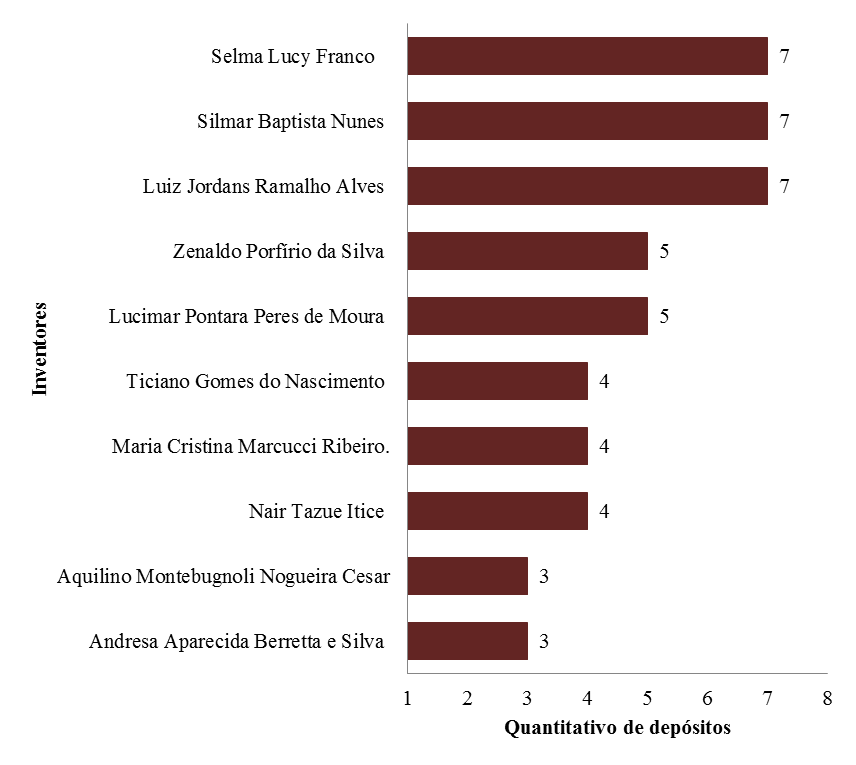 Selma Lucy Franco 7
Silmar Baptista Nunes 7
Luiz Jordans Ramalho Alves 7
Zenaldo Porfírio da Silva 5
Lucimar Pontara Peres de Moura 5
Inventores
Ticiano Gomes do Nascimento 4
Maria Cristina Marcucci Ribeiro. 4
Nair Tazue Itice 4
Aquilino Montebugnoli Nogueira Cesar 3
Andresa Aparecida Berretta e Silva 3
1 2 3 4 5 6 7 8
Quantitativo de depósitos